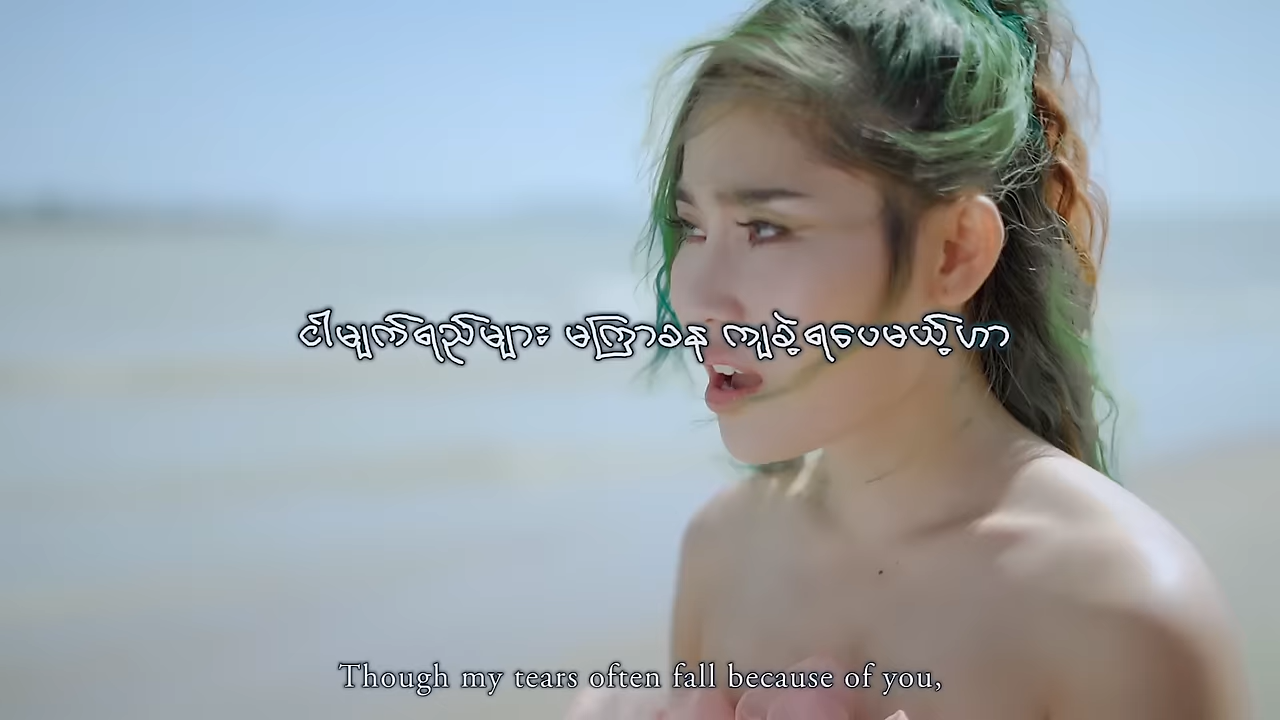 ငါမျက်ရည်များ မကြာခန ကျခဲ့ရပေမယ့်ဟာ
Though my tears often fall because of you,